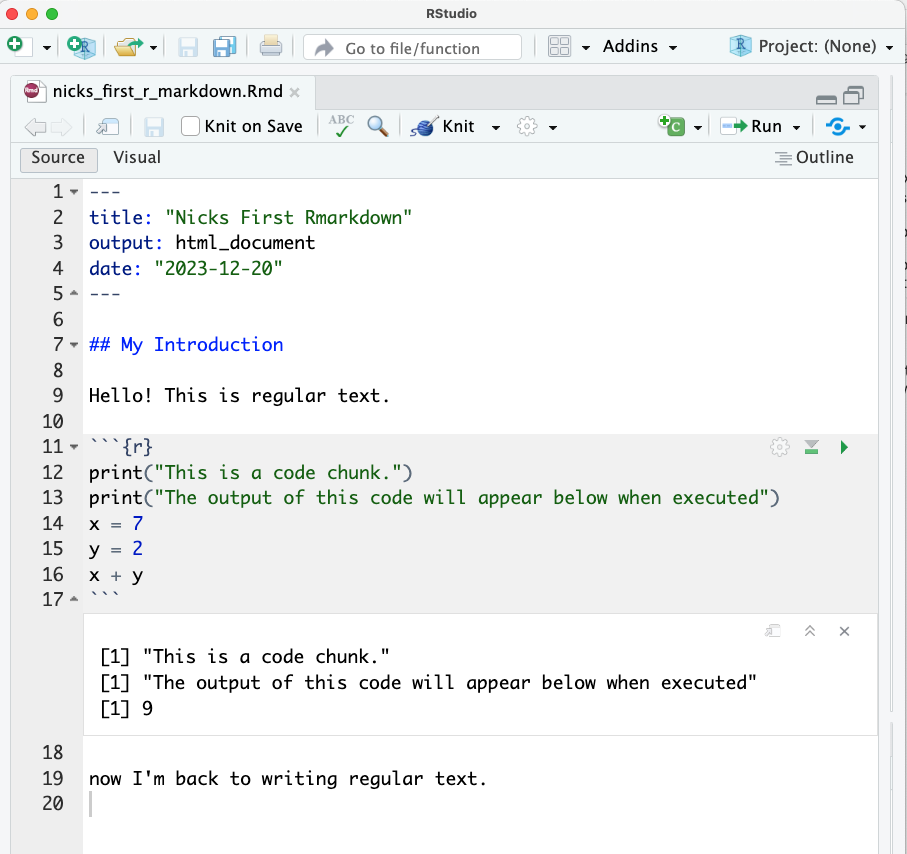 RStudio
Go to file/function
Addins
Project: (None)
Rmd nicks_first_r_markdown.Rmd
Knit on Save ABC Knit C Run
Source Visual Outline
1 ---
2 title: "Nicks First Rmarkdown"
3 output: html_document
4 date: "2023-12-20"
5 ---
6
7 ## My Introduction
8
9 Hello! This is regular text.
10
11 ```{r}
12 print("This is a code chunk.")
13 print("The output of this code will appear below when executed")
14 x = 7
15 y = 2
16 x + y
17 ```
[1] "This is a code chunk."
[1] "The output of this code will appear below when executed"
[1] 9
18
19 now I'm back to writing regular text.
20